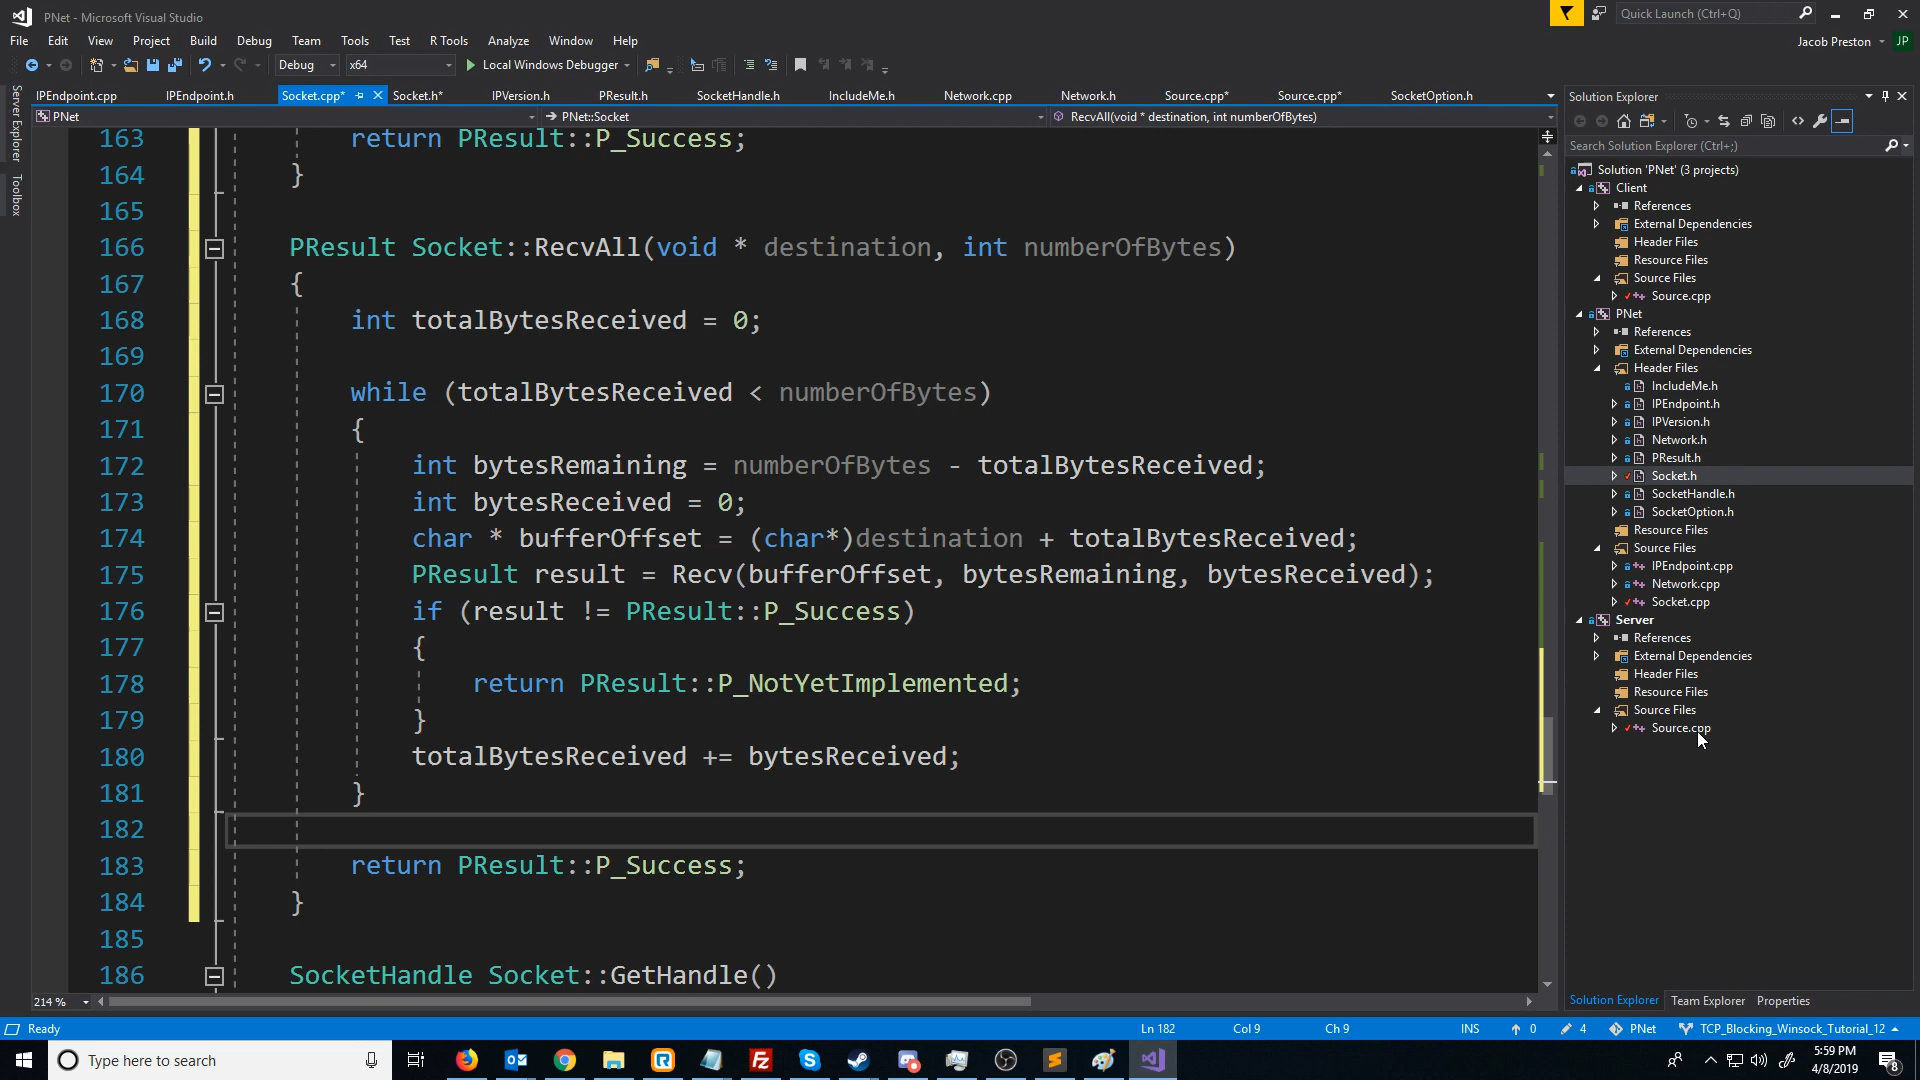 PNet - Microsoft Visual Studio
Quick Launch (Ctrl+Q)
File Edit View Project Build Debug Team Tools Test R Tools Analyze Window Help
Jacob Preston JP
Debug x64 Local Windows Debugger
Server Explorer
Toolbox
IPEndpoint.cpp IPEndpoint.h Socket.cpp* Socket.h* IPVersion.h PResult.h SocketHandle.h IncludeMe.h Network.cpp Network.h Source.cpp* Source.cpp* SocketOption.h
PNet PNet::Socket RecvAll(void * destination, int numberOfBytes)
163 return PResult::P_Success;
164 }
165
166 PResult Socket::RecvAll(void * destination, int numberOfBytes)
167 {
168 int totalBytesReceived = 0;
169
170 while (totalBytesReceived < numberOfBytes)
171 {
172 int bytesRemaining = numberOfBytes - totalBytesReceived;
173 int bytesReceived = 0;
174 char * bufferOffset = (char*)destination + totalBytesReceived;
175 PResult result = Recv(bufferOffset, bytesRemaining, bytesReceived);
176 if (result != PResult::P_Success)
177 {
178 return PResult::P_NotYetImplemented;
179 }
180 totalBytesReceived += bytesReceived;
181 }
182
183 return PResult::P_Success;
184 }
185
186 SocketHandle Socket::GetHandle()
214 %
Solution Explorer
Search Solution Explorer (Ctrl+;)
Solution 'PNet' (3 projects)
Client
References
External Dependencies
Header Files
Resource Files
Source Files
Source.cpp
PNet
References
External Dependencies
Header Files
IncludeMe.h
IPEndpoint.h
IPVersion.h
Network.h
PResult.h
Socket.h
SocketHandle.h
SocketOption.h
Resource Files
Source Files
IPEndpoint.cpp
Network.cpp
Socket.cpp
Server
References
External Dependencies
Header Files
Resource Files
Source Files
Source.cpp
Solution Explorer Team Explorer Properties
Ready Ln 182 Col 9 Ch 9 INS 0 4 PNet TCP_Blocking_Winsock_Tutorial_12
Type here to search
5:59 PM
4/8/2019
8